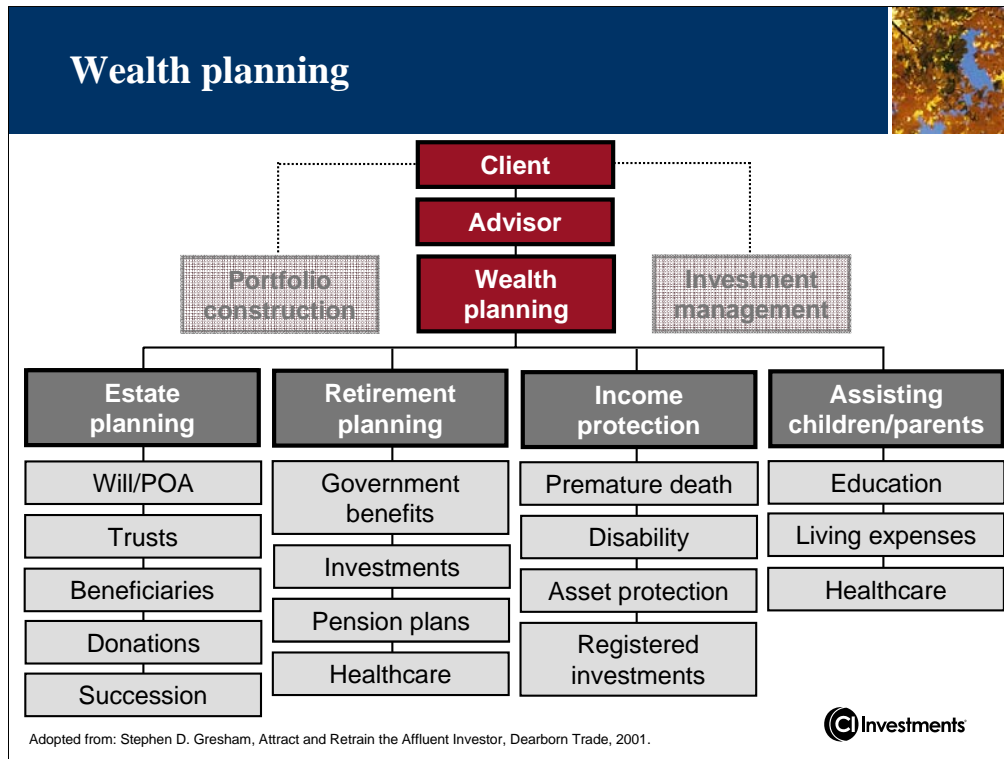 Wealth planning
Client
Advisor
Portfolio
construction
Wealth
planning
Investment
management
Estate
planning
Will/POA
Trusts
Beneficiaries
Donations
Succession
Retirement
planning
Government
benefits
Investments
Pension plans
Healthcare
Income
protection
Premature death
Disability
Asset protection
Registered
investments
Assisting
children/parents
Education
Living expenses
Healthcare
Adopted from: Stephen D. Gresham, Attract and Retrain the Affluent Investor, Dearborn Trade, 2001.
CI Investments